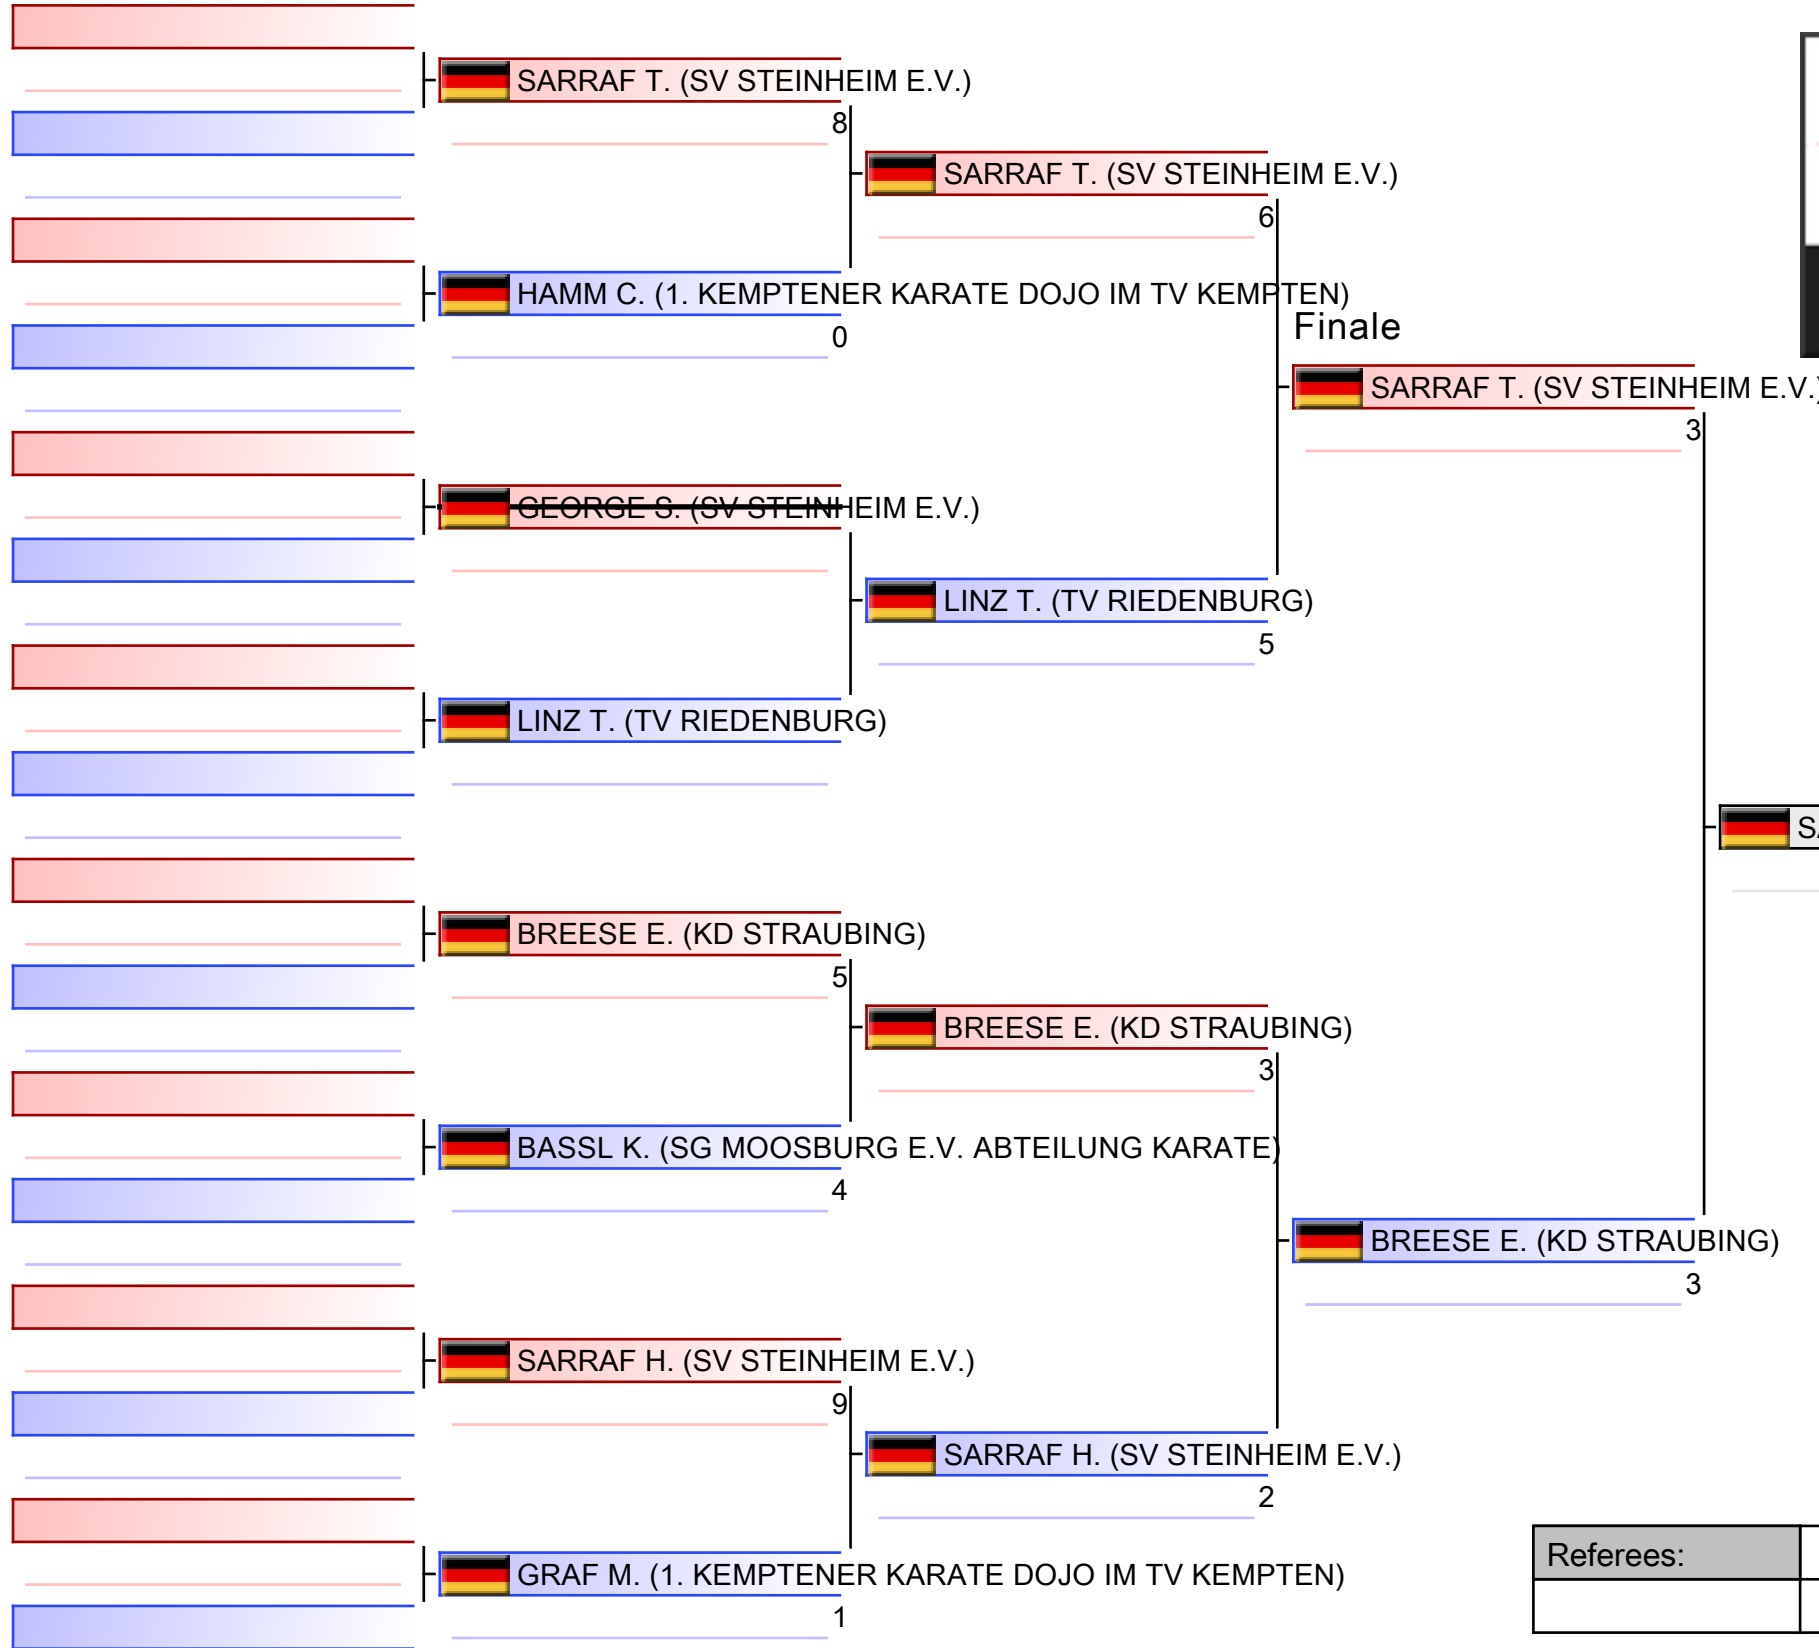 SARRAF T. (SV STEINHEIM E.V.)
8
SARRAF T. (SV STEINHEIM E.V.)
6
HAMM C. (1. KEMPTENER KARATE DOJO IM TV KEMPTEN)
0
Finale
SARRAF T. (SV STEINHEIM E.V.)
3
GEORGE S. (SV STEINHEIM E.V.)
LINZ T. (TV RIEDENBURG)
5
LINZ T. (TV RIEDENBURG)
BREESE E. (KD STRAUBING)
5
BREESE E. (KD STRAUBING)
3
BASSL K. (SG MOOSBURG E.V. ABTEILUNG KARATE)
4
BREESE E. (KD STRAUBING)
3
SARRAF H. (SV STEINHEIM E.V.)
9
SARRAF H. (SV STEINHEIM E.V.)
2
GRAF M. (1. KEMPTENER KARATE DOJO IM TV KEMPTEN)
1
Referees: